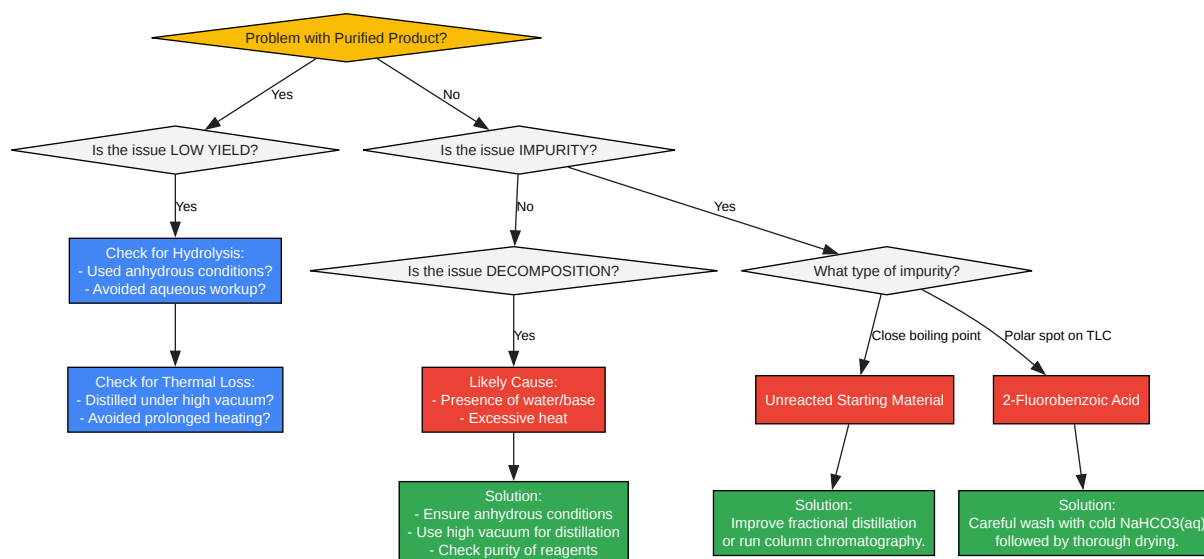 Problem with Purified Product?
Yes
No
Is the issue LOW YIELD?
Is the issue IMPURITY?
Yes
No
Yes
Check for Hydrolysis:
- Used anhydrous conditions?
- Avoided aqueous workup?
Is the issue DECOMPOSITION?
What type of impurity?
Yes
Close boiling point
Polar spot on TLC
Check for Thermal Loss:
- Distilled under high vacuum?
- Avoided prolonged heating?
Likely Cause:
- Presence of water/base
- Excessive heat
Unreacted Starting Material
2-Fluorobenzoic Acid
Solution:
- Ensure anhydrous conditions
- Use high vacuum for distillation
- Check purity of reagents
Solution:
Improve fractional distillation
or run column chromatography.
Solution:
Careful wash with cold NaHCO3(aq)
followed by thorough drying.